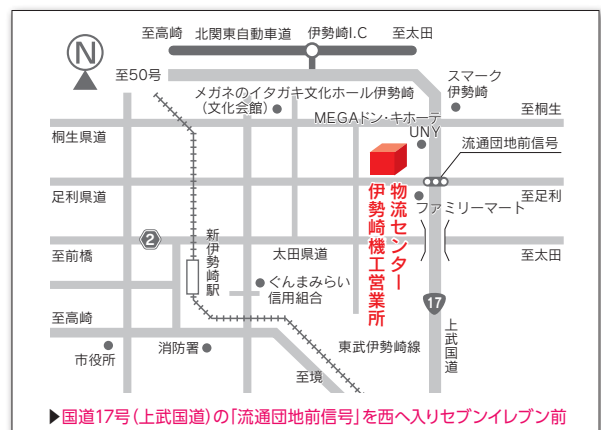 至高崎 北関東自動車道 伊勢崎I.C 至太田
N
至50号
スマーク
伊勢崎
メガネのイタガキ文化ホール伊勢崎
(文化会館)
至桐生
MEGAドン・キホーテ
UNY
桐生県道
流通団地前信号
足利県道
至足利
ファミリーマート
物流センター
伊勢崎機工営業所
新伊勢崎駅
2
至前橋
太田県道
至太田
ぐんまみらい
信用組合
17
至高崎
上武国道
市役所
消防署
東武伊勢崎線
至境
▶国道17号(上武国道)の「流通団地前信号」を西へ入りセブンイレブン前